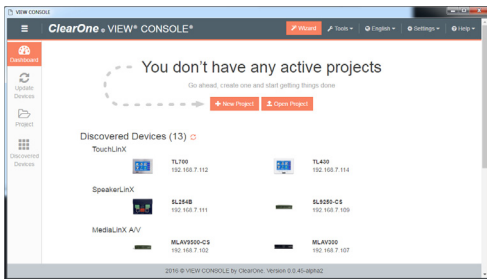 VIEW CONSOLE
ClearOne ® VIEW® CONSOLE®
Wizard Tools English Settings Help
Dashboard
Update Devices
Project
Discovered Devices
You don't have any active projects
Go ahead, create one and start getting things done
New Project Open Project
Discovered Devices (13)
TouchLinX
TL700 TL430
192.168.7.112 192.168.7.114
SpeakerLinX
SL254B SL9250-CS
192.168.7.111 192.168.7.109
MediaLinX A/V
MLAV9500-CS MLAV300
192.168.7.102 192.168.7.107
2016 © VIEW CONSOLE by ClearOne. Version 0.0.45-alpha2